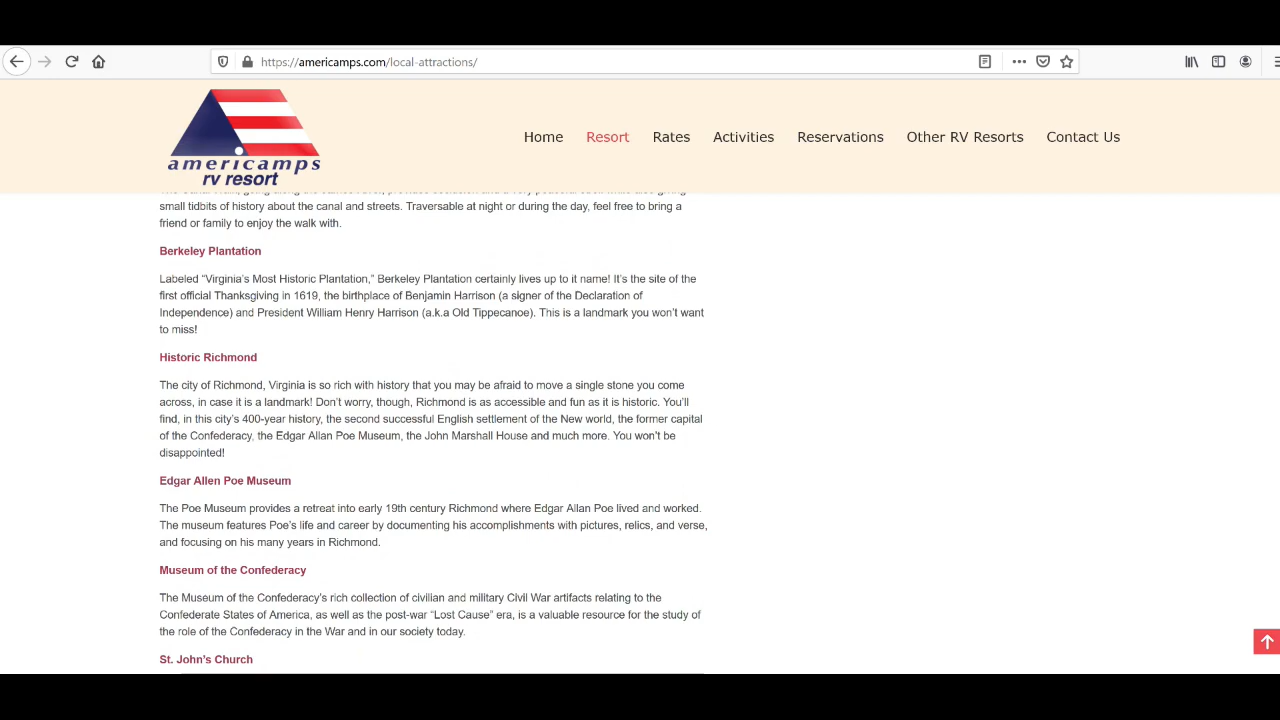 https://americamps.com/local-attractions/
americamps
rv resort
Home Resort Rates Activities Reservations Other RV Resorts Contact Us
small tidbits of history about the canal and streets. Traversable at night or during the day, feel free to bring a
friend or family to enjoy the walk with.
Berkeley Plantation
Labeled “Virginia’s Most Historic Plantation,” Berkeley Plantation certainly lives up to it name! It’s the site of the
first official Thanksgiving in 1619, the birthplace of Benjamin Harrison (a signer of the Declaration of
Independence) and President William Henry Harrison (a.k.a Old Tippecanoe). This is a landmark you won’t want
to miss!
Historic Richmond
The city of Richmond, Virginia is so rich with history that you may be afraid to move a single stone you come
across, in case it is a landmark! Don’t worry, though, Richmond is as accessible and fun as it is historic. You’ll
find, in this city’s 400-year history, the second successful English settlement of the New world, the former capital
of the Confederacy, the Edgar Allan Poe Museum, the John Marshall House and much more. You won’t be
disappointed!
Edgar Allen Poe Museum
The Poe Museum provides a retreat into early 19th century Richmond where Edgar Allan Poe lived and worked.
The museum features Poe’s life and career by documenting his accomplishments with pictures, relics, and verse,
and focusing on his many years in Richmond.
Museum of the Confederacy
The Museum of the Confederacy’s rich collection of civilian and military Civil War artifacts relating to the
Confederate States of America, as well as the post-war “Lost Cause” era, is a valuable resource for the study of
the role of the Confederacy in the War and in our society today.
St. John’s Church